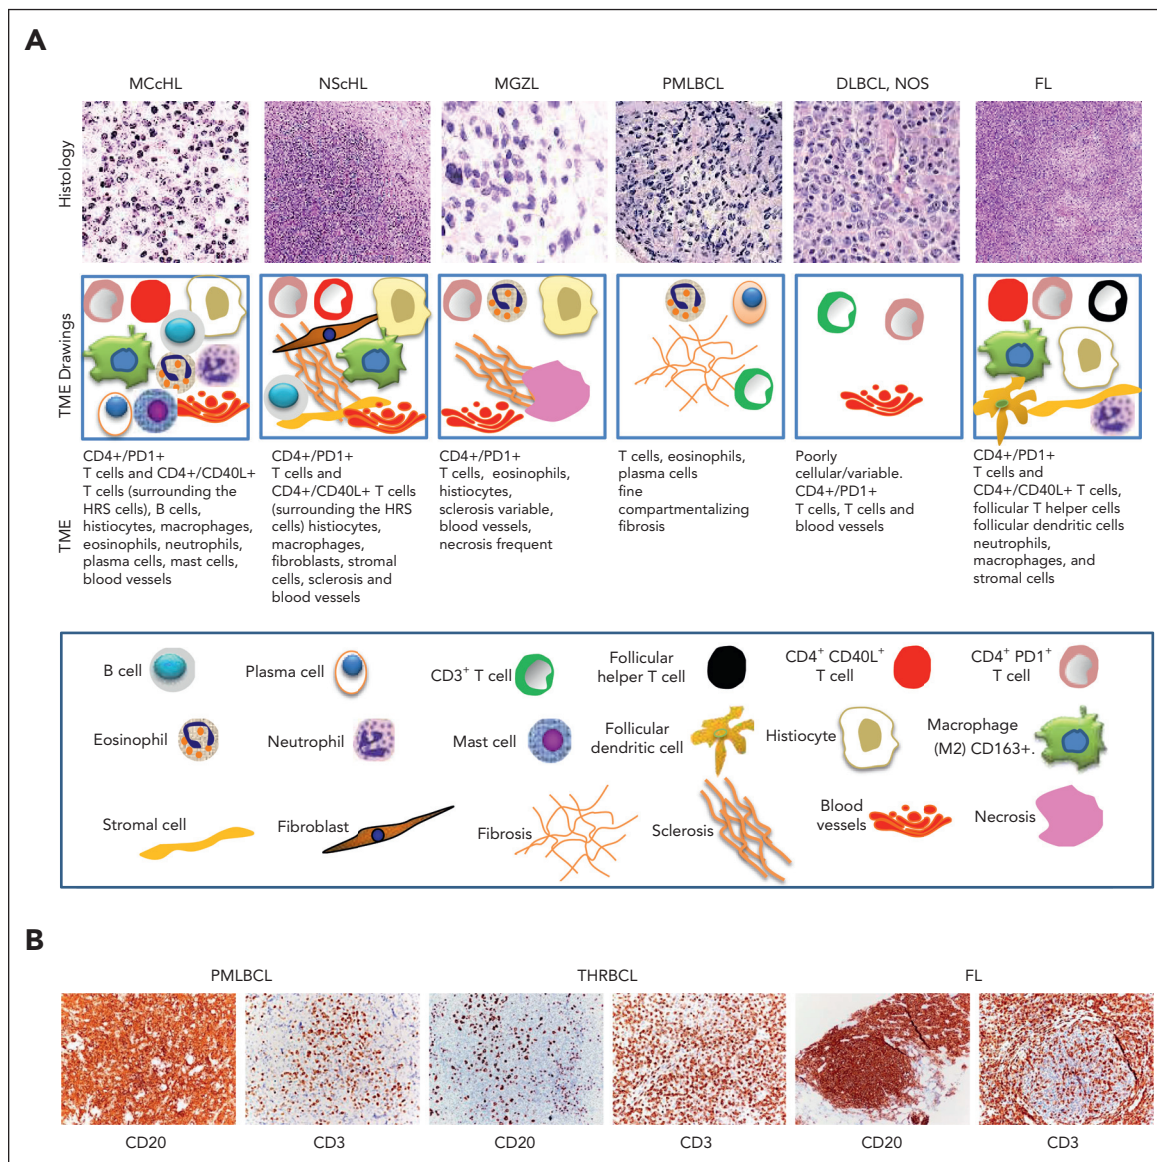 A
MCcHL
NScHL
MGZL
PMLBCL
DLBCL, NOS
FL
Histology
TME Drawings
TME
CD4+/PD1+
T cells and CD4+/CD40L+
T cells (surrounding the
HRS cells), B cells,
histiocytes, macrophages,
eosinophils, neutrophils,
plasma cells, mast cells,
blood vessels
CD4+/PD1+
T cells and
CD4+/CD40L+ T cells
(surrounding the HRS
cells) histiocytes,
macrophages,
fibroblasts, stromal
cells, sclerosis and
blood vessels
CD4+/PD1+
T cells, eosinophils,
histiocytes,
sclerosis variable,
blood vessels,
necrosis frequent
T cells, eosinophils,
plasma cells
fine
compartmentalizing
fibrosis
Poorly
cellular/variable.
CD4+/PD1+
T cells, T cells and
blood vessels
CD4+/PD1+
T cells and
CD4+/CD40L+ T cells,
follicular T helper cells
follicular dendritic cells
neutrophils,
macrophages, and
stromal cells
B cell
Plasma cell
CD3+ T cell
Follicular
helper T cell
CD4+ CD40L+
T cell
CD4+ PD1+
T cell
Eosinophil
Neutrophil
Mast cell
Follicular
dendritic cell
Histiocyte
Macrophage
(M2) CD163+.
Stromal cell
Fibroblast
Fibrosis
Sclerosis
Blood
vessels
Necrosis
B
PMLBCL
THRBCL
FL
CD20
CD3
CD20
CD3
CD20
CD3